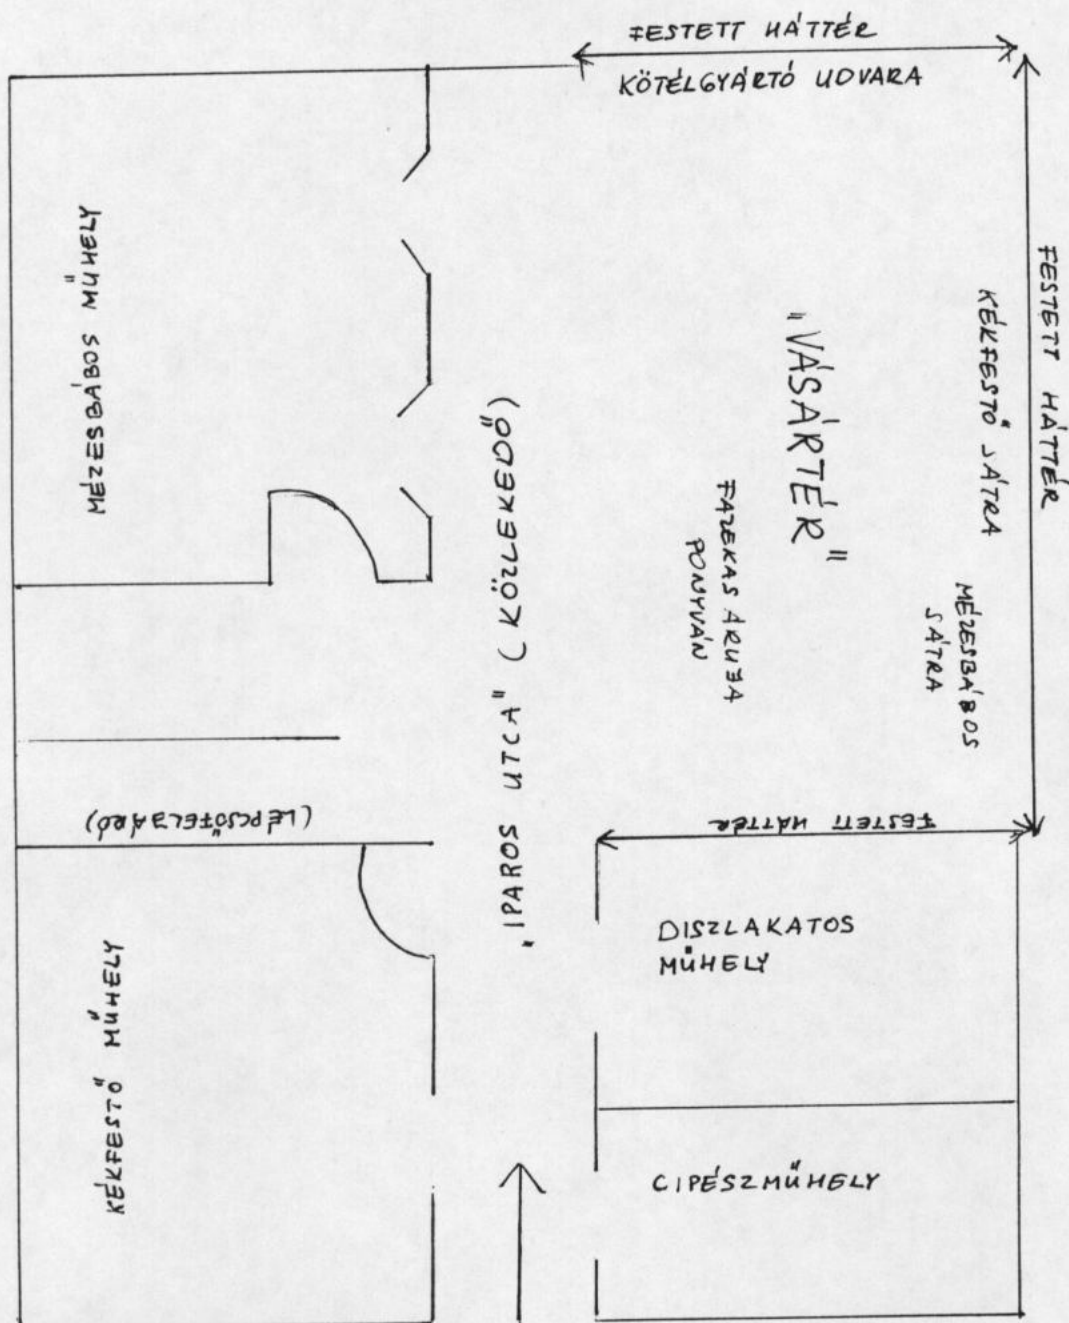 FESTETT HÁTTÉR
KÖTÉLGYÁRTÓ UDVARA
FESTETT HÁTTÉR
MÉZESBÁBOS MŰHELY
KÉKFESTŐ SÁTRA
"VÁSÁRTÉR"
FAZEKAS ÁRUJA
PONYVÁN
MÉZESBÁBOS
SÁTRA
"IPAROS UTCA" (KÖZLEKEDŐ)
(LÉPCSŐFELJÁRÓ)
FESTETT HÁTTÉR
DISZLAKATOS
MŰHELY
KÉKFESTŐ MŰHELY
CIPÉSZMŰHELY